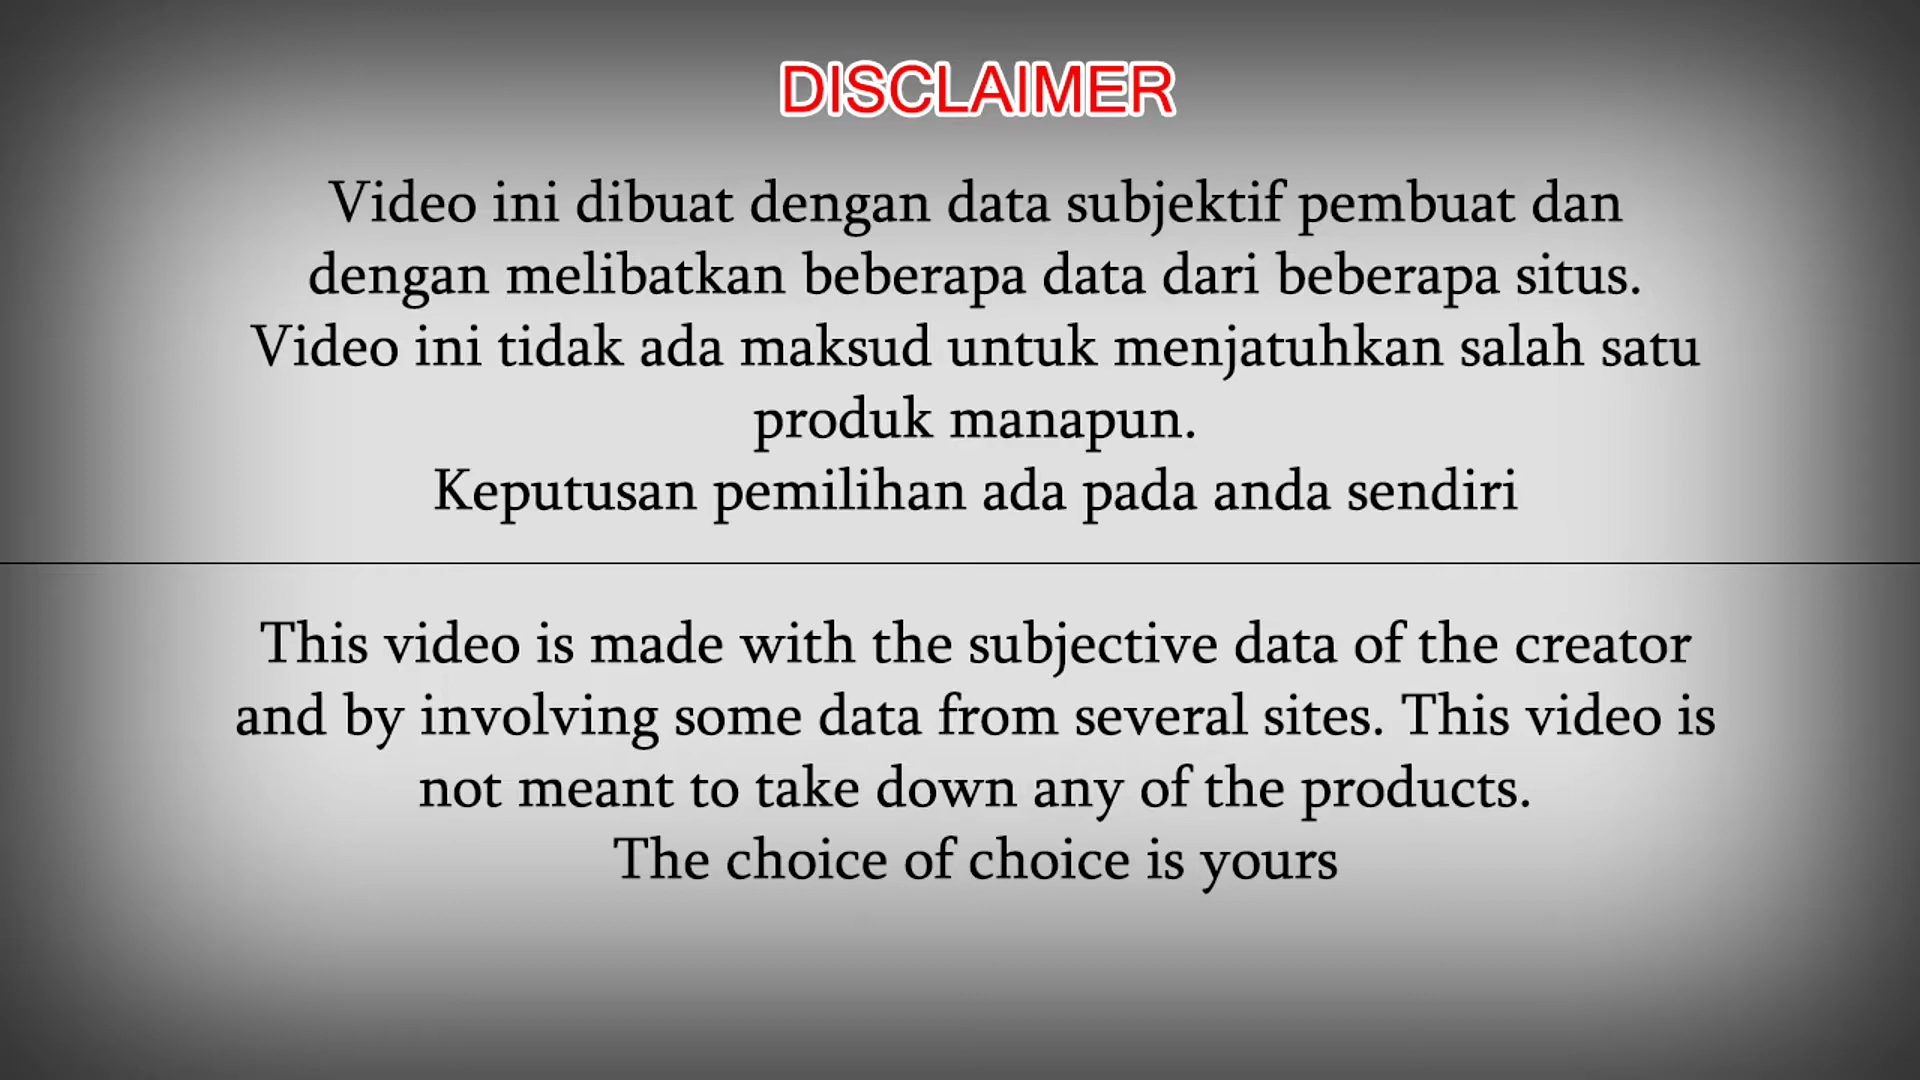 DISCLAIMER
Video ini dibuat dengan data subjektif pembuat dan
dengan melibatkan beberapa data dari beberapa situs.
Video ini tidak ada maksud untuk menjatuhkan salah satu
produk manapun.
Keputusan pemilihan ada pada anda sendiri
This video is made with the subjective data of the creator
and by involving some data from several sites. This video is
not meant to take down any of the products.
The choice of choice is yours